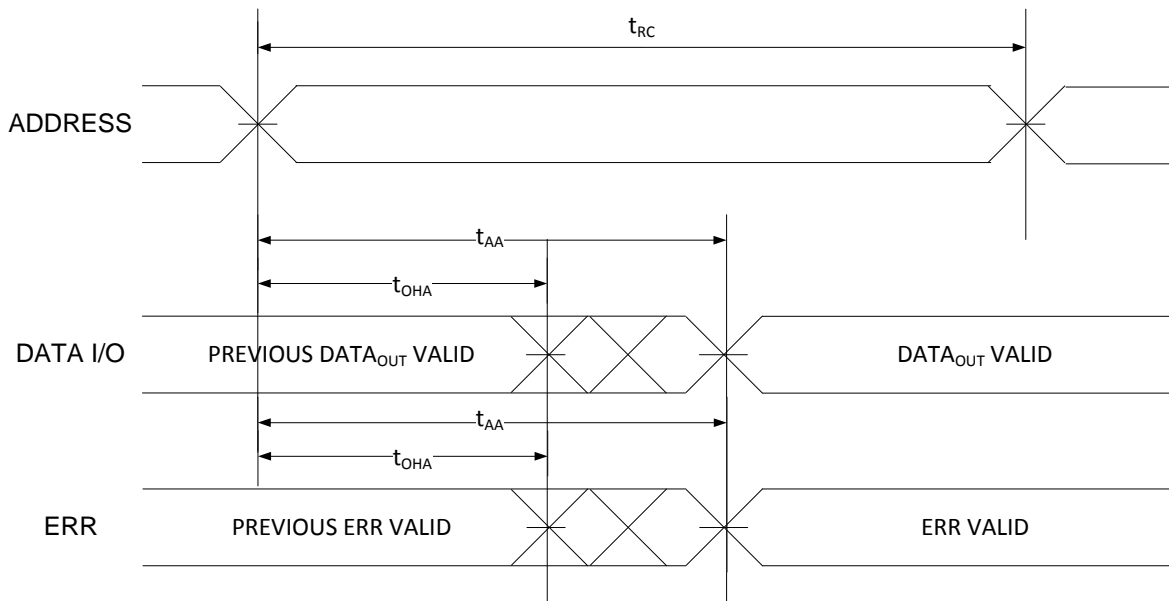 tRC
ADDRESS
tAA
tOHA
DATA I/O
PREVIOUS DATAOUT VALID
DATAOUT VALID
tAA
tOHA
ERR
PREVIOUS ERR VALID
ERR VALID